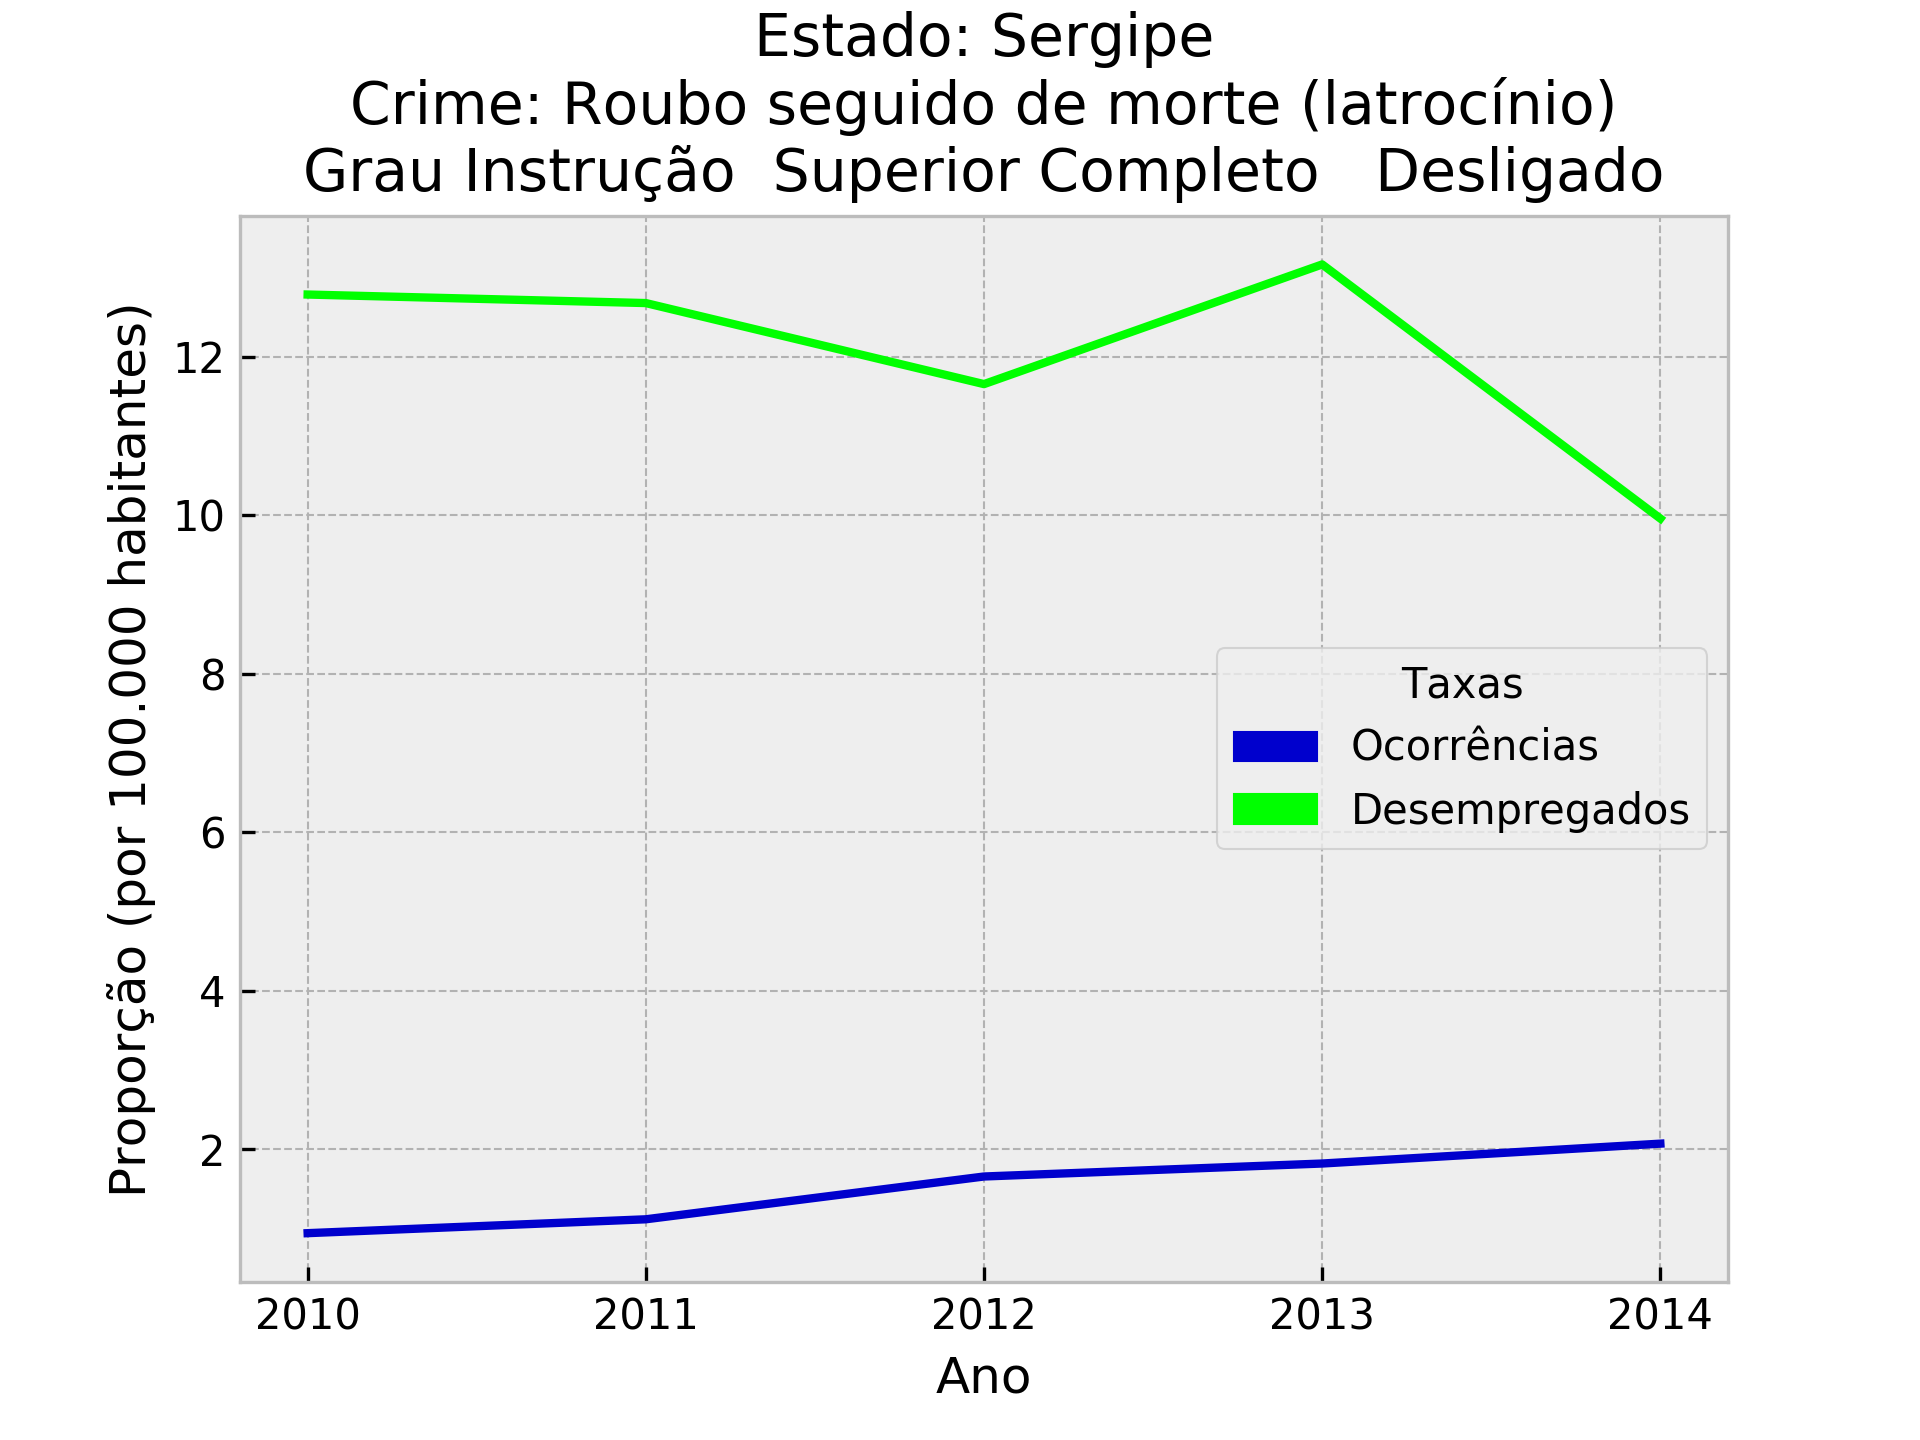 Estado: Sergipe
Crime: Roubo seguido de morte (latrocínio)
Grau Instrução  Superior Completo   Desligado
Proporção (por 100.000 habitantes)
12
10
8
6
4
2
Taxas
Ocorrências
Desempregados
2010 2011 2012 2013 2014
Ano